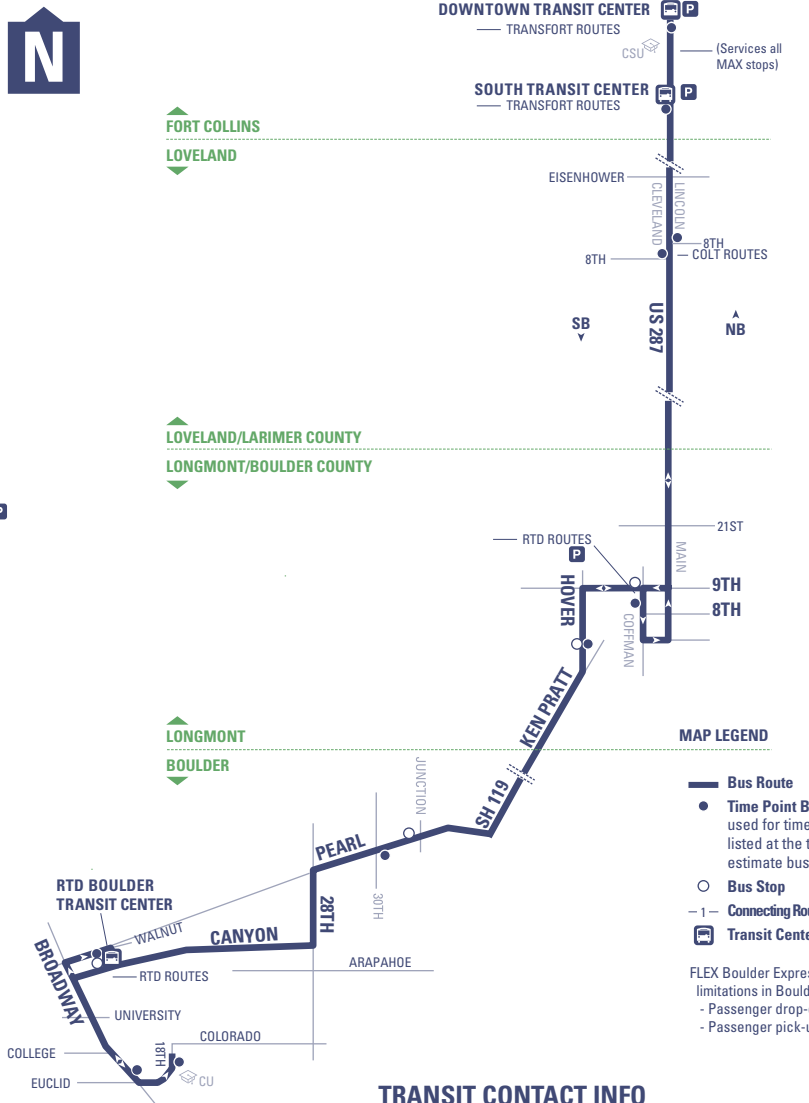 N
DOWNTOWN TRANSIT CENTER
P
TRANSFORT ROUTES
CSU
(Services all
MAX stops)
SOUTH TRANSIT CENTER
P
TRANSFORT ROUTES
FORT COLLINS
LOVELAND
EISENHOWER
CLEVELAND
LINCOLN
8TH
8TH
COLT ROUTES
SB
US 287
NB
LOVELAND/LARIMER COUNTY
LONGMONT/BOULDER COUNTY
P
21ST
RTD ROUTES
P
MAIN
HOVER
9TH
8TH
COFFMAN
KEN PRATT
LONGMONT
BOULDER
MAP LEGEND
JUNCTION
SH 119
Bus Route
Time Point B
used for time
listed at the t
estimate bus
Bus Stop
1 Connecting Rou
Transit Cente
PEARL
RTD BOULDER
TRANSIT CENTER
28TH
30TH
WALNUT
CANYON
BROADWAY
RTD ROUTES
ARAPAHOE
FLEX Boulder Expres
limitations in Bould
- Passenger drop-
- Passenger pick-u
UNIVERSITY
COLORADO
18TH
COLLEGE
EUCLID
CU
TRANSIT CONTACT INFO